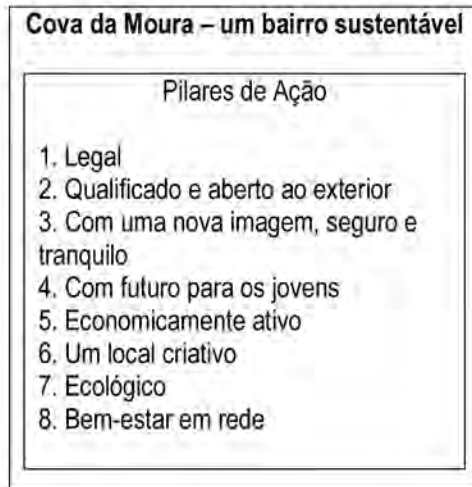 Cova da Moura – um bairro sustentável
Pilares de Ação
1. Legal
2. Qualificado e aberto ao exterior
3. Com uma nova imagem, seguro e
tranquilo
4. Com futuro para os jovens
5. Economicamente ativo
6. Um local criativo
7. Ecológico
8. Bem-estar em rede